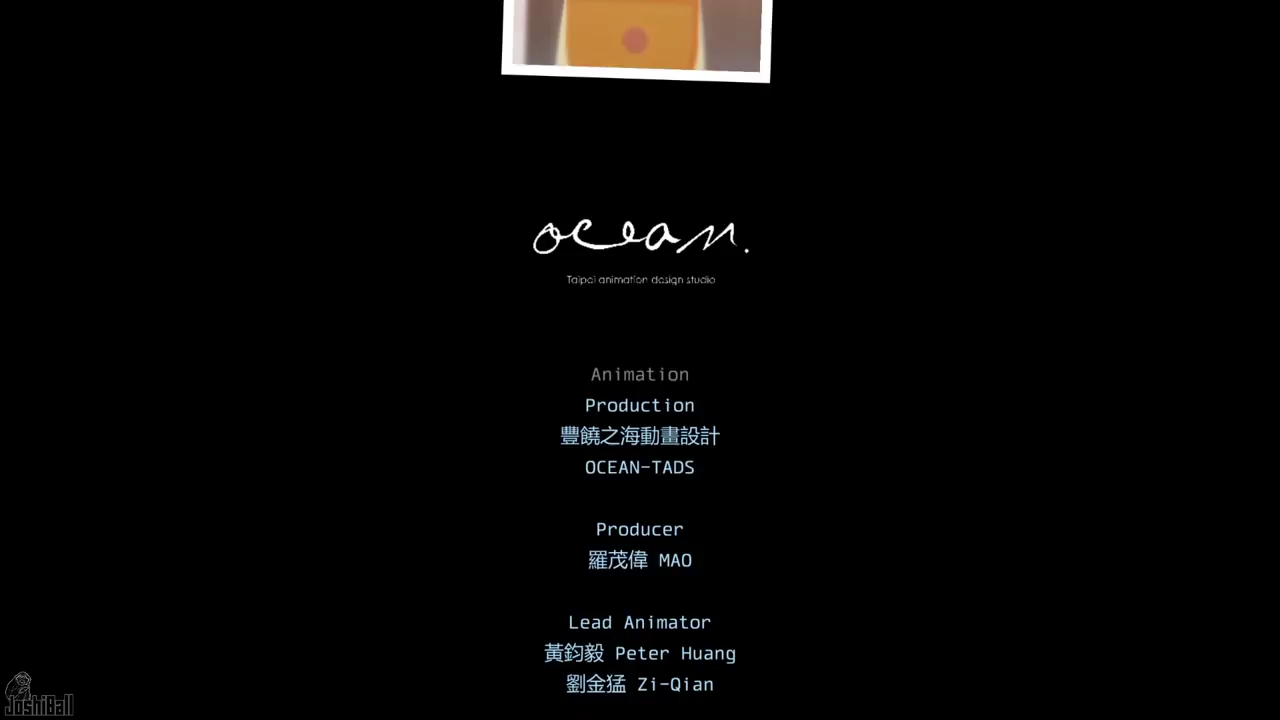 ocean.
Taipei animation design studio
Animation
Production
豐饒之海動畫設計
OCEAN-TADS
Producer
羅茂偉 MAO
Lead Animator
黃鈞毅 Peter Huang
劉金猛 Zi-Qian
JoshiBall